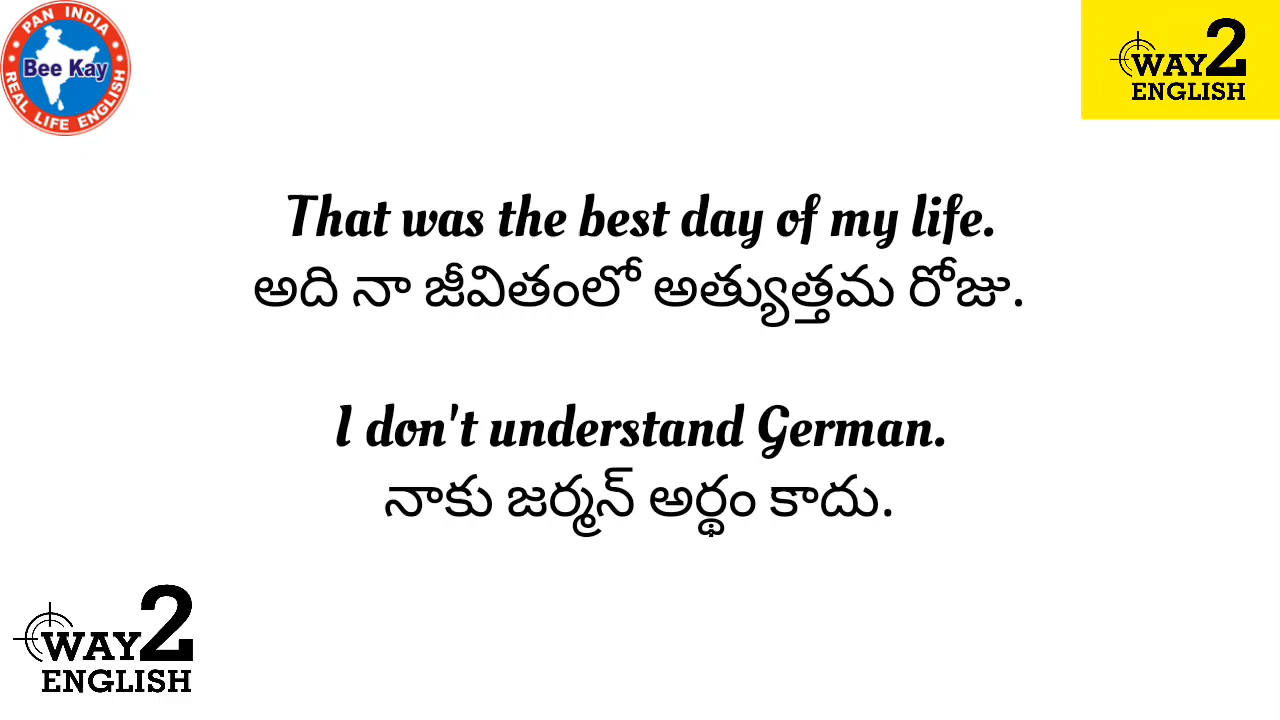 PAN INDIA
Bee Kay
REAL LIFE ENGLISH
WAY2
ENGLISH
That was the best day of my life.
అది నా జీవితంలో అత్యుత్తమ రోజు.
I don't understand German.
నాకు జర్మన్ అర్థం కాదు.
WAY2
ENGLISH